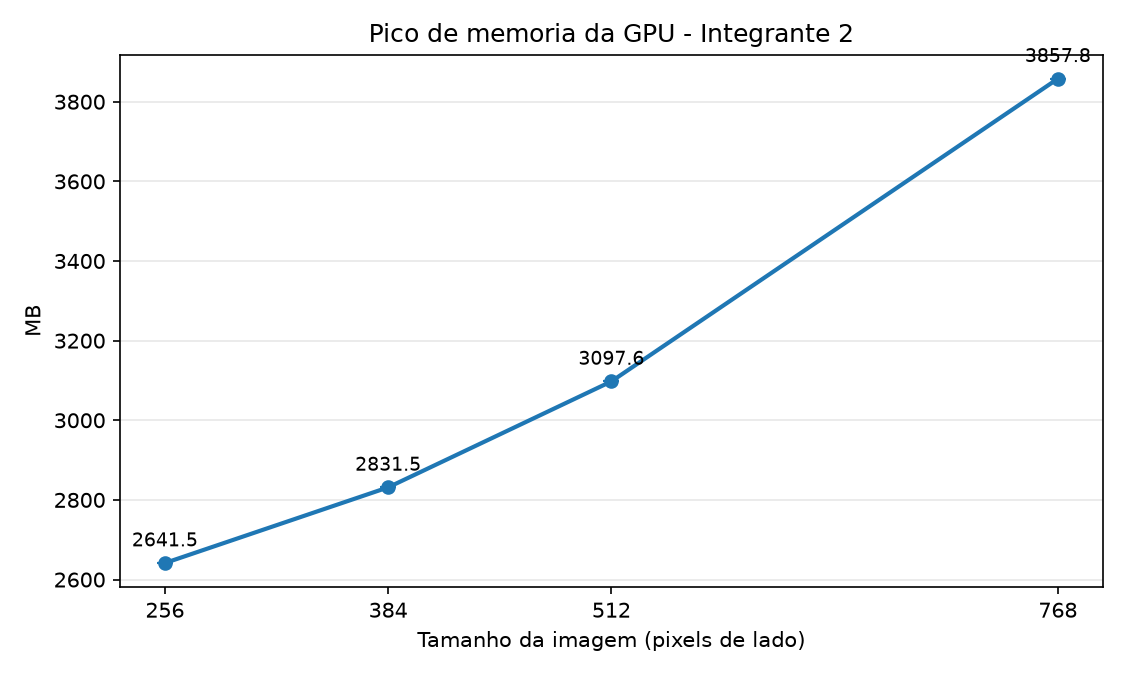 Pico de memoria da GPU - Integrante 2
3857.8
3800
3600
3400
MB
3200
3097.6
3000
2831.5
2800
2641.5
2600
256 384 512 768
Tamanho da imagem (pixels de lado)